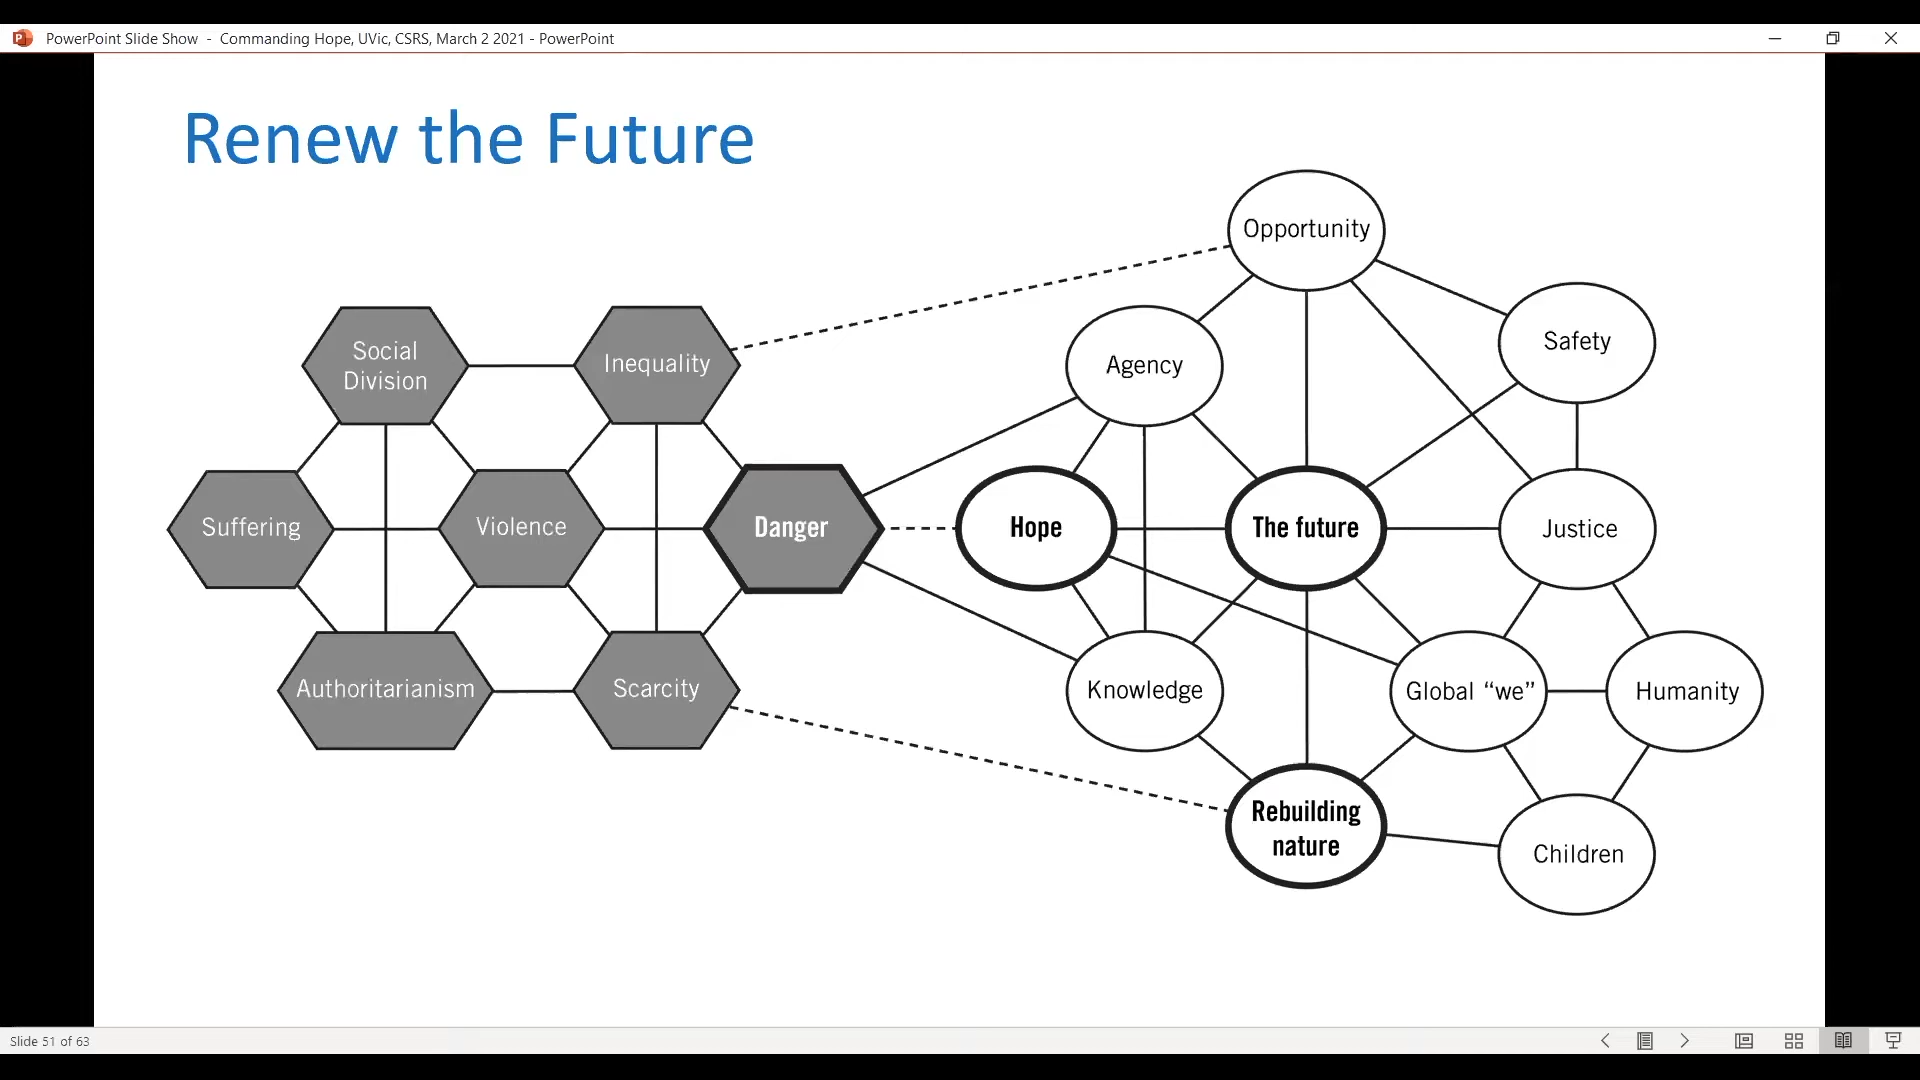 PowerPoint Slide Show - Commanding Hope, UVic, CSRS, March 2 2021 - PowerPoint
Renew the Future
Opportunity
Safety
Social
Division
Inequality
Agency
Suffering
Violence
Danger
Hope
The future
Justice
Authoritarianism
Scarcity
Knowledge
Global “we”
Humanity
Rebuilding
nature
Children
Slide 51 of 63